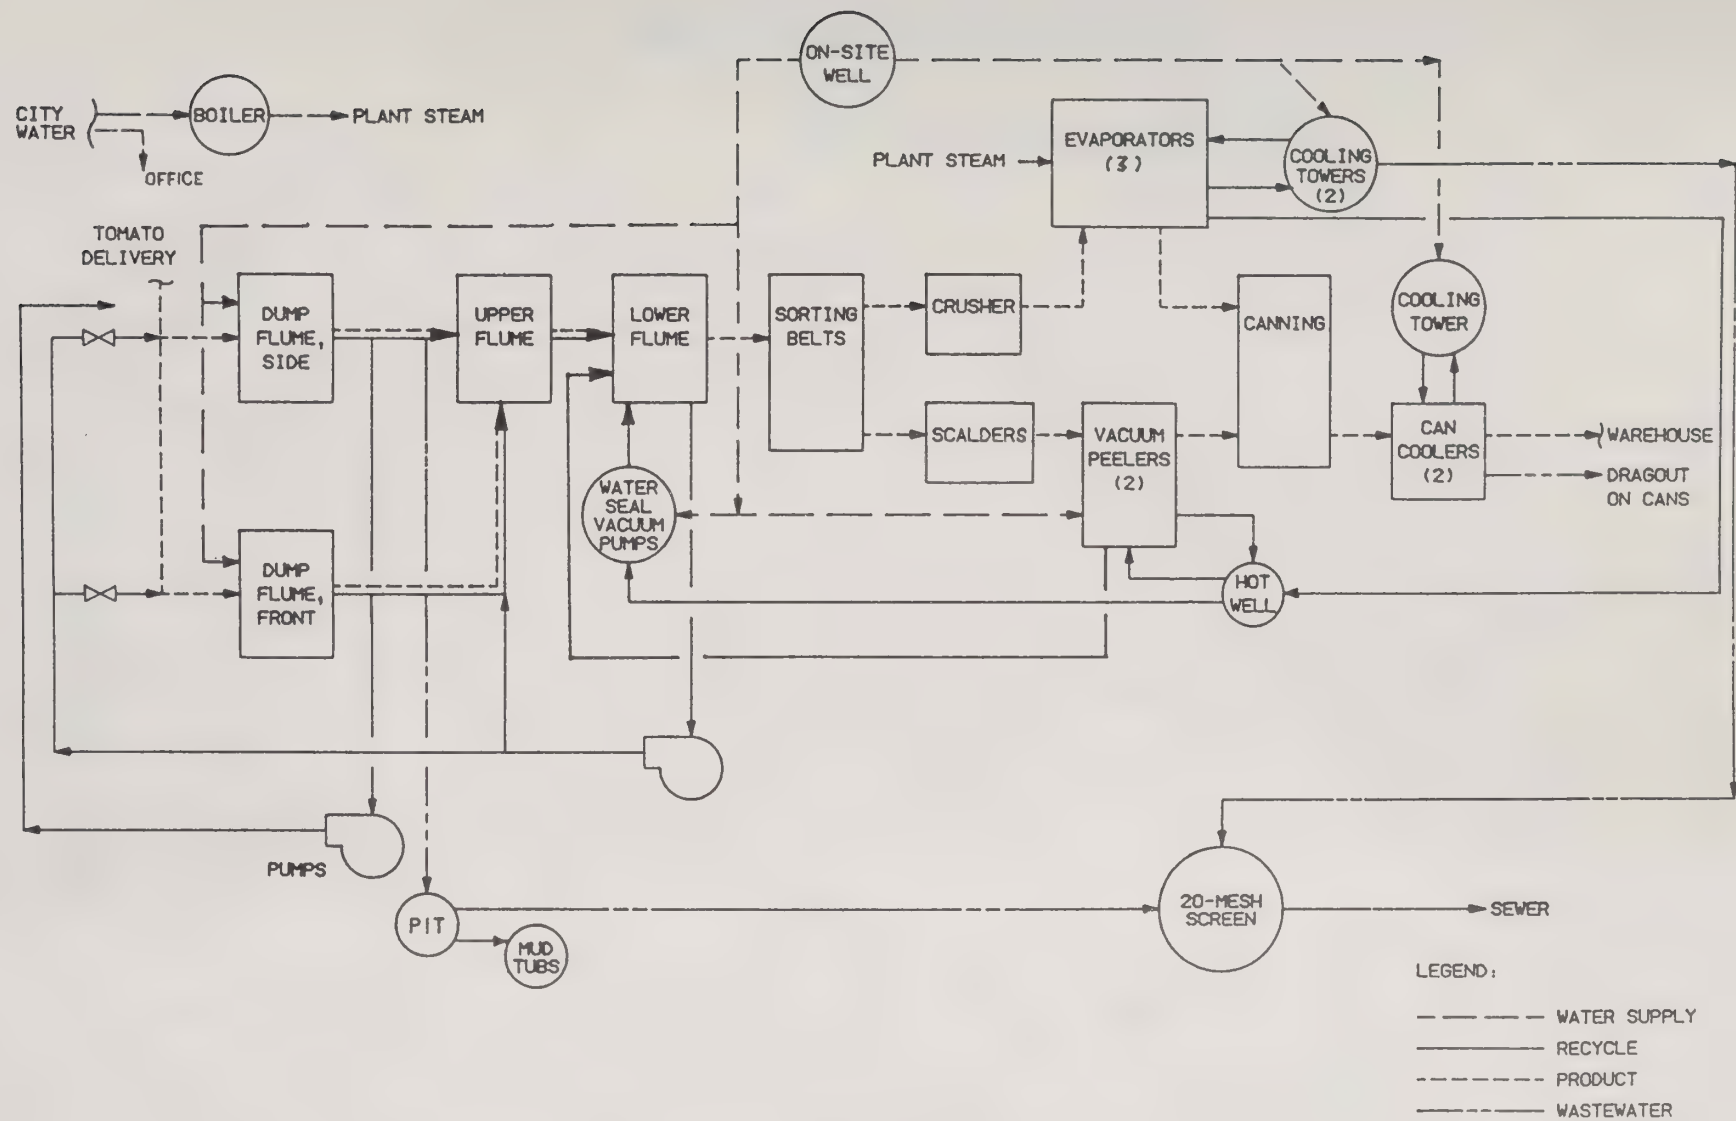 ON-SITE
WELL
CITY
WATER
BOILER
PLANT STEAM
OFFICE
PLANT STEAM
EVAPORATORS
(3)
COOLING
TOWERS
(2)
TOMATO
DELIVERY
DUMP
FLUME,
SIDE
UPPER
FLUME
LOWER
FLUME
SORTING
BELTS
CRUSHER
CANNING
COOLING
TOWER
SCALDERS
VACUUM
PEELERS
(2)
CAN
COOLERS
(2)
WAREHOUSE
DRAGOUT
ON CANS
WATER
SEAL
VACUUM
PUMPS
DUMP
FLUME,
FRONT
HOT
WELL
PUMPS
PIT
MUD
TUBS
20-MESH
SCREEN
SEWER
LEGEND:
WATER SUPPLY
RECYCLE
PRODUCT
WASTEWATER